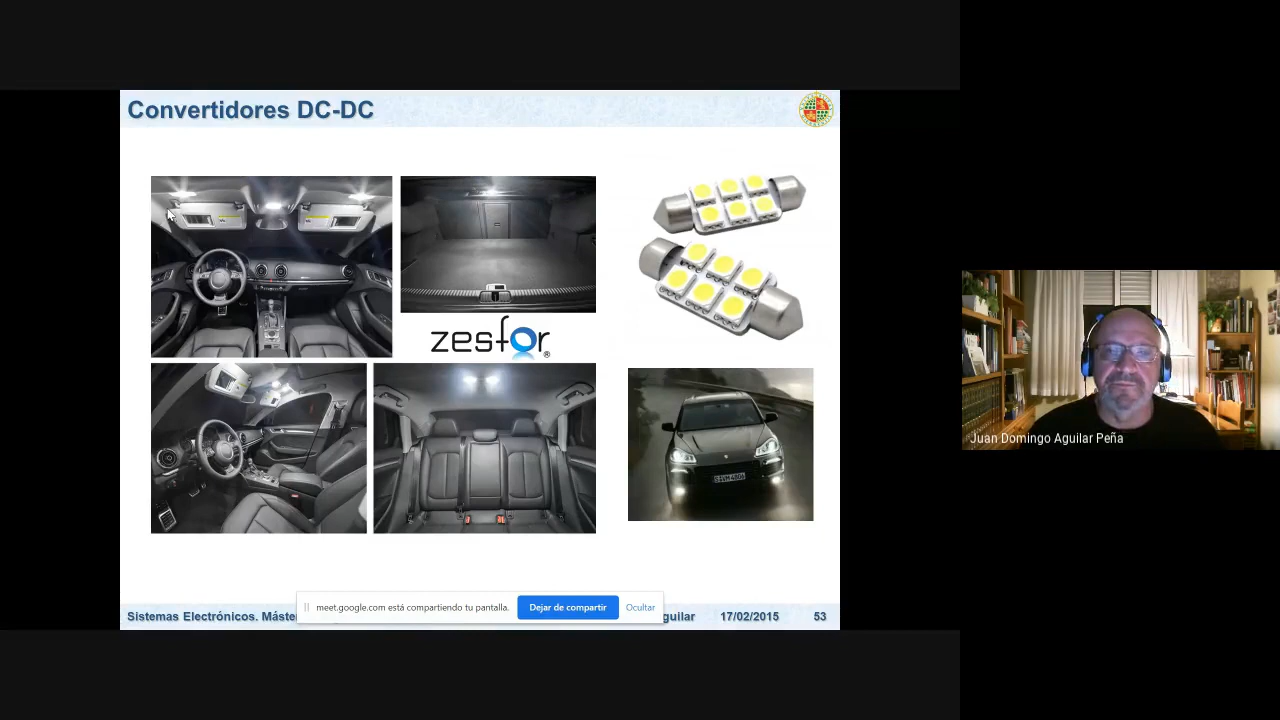 Convertidores DC-DC
zesfor®
Juan Domingo Aguilar Peña
meet.google.com está compartiendo tu pantalla.
Dejar de compartir
Ocultar
Sistemas Electrónicos. Máste
guilar
17/02/2015
53